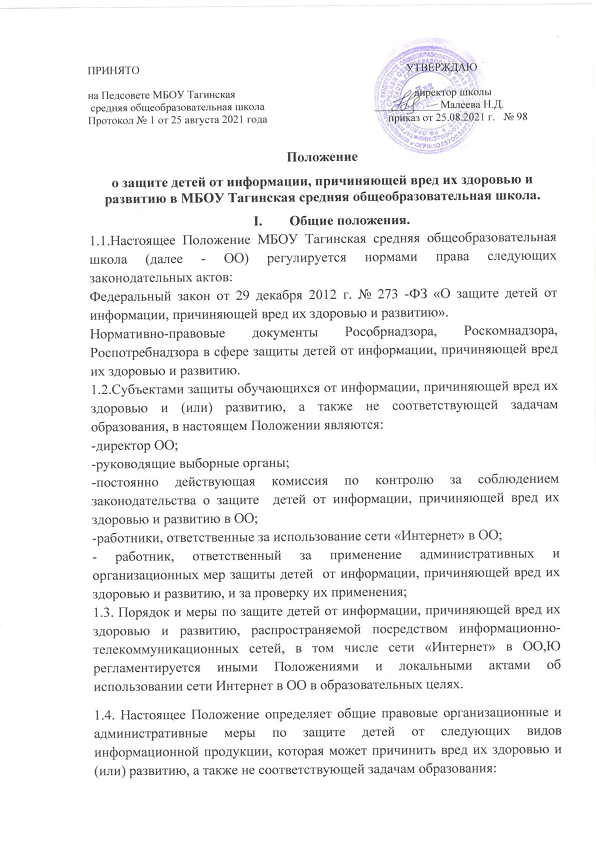 ПРИНЯТО
УТВЕРЖДАЮ
на Педсовете МБОУ Тагинская
директор школы
средняя общеобразовательная школа
Малеева Н.Д.
Протокол № 1 от 25 августа 2021 года
приказ от 25.08.2021 г. № 98
Положение
о защите детей от информации, причиняющей вред их здоровью и
развитию в МБОУ Тагинская средняя общеобразовательная школа.
I. Общие положения.
1.1.Настоящее Положение МБОУ Тагинская средняя общеобразовательная
школа (далее - ОО) регулируется нормами права следующих
законодательных актов:
Федеральный закон от 29 декабря 2012 г. № 273 -ФЗ «О защите детей от
информации, причиняющей вред их здоровью и развитию».
Нормативно-правовые документы Рособрнадзора, Роскомнадзора,
Роспотребнадзора в сфере защиты детей от информации, причиняющей вред
их здоровью и развитию.
1.2.Субъектами защиты обучающихся от информации, причиняющей вред их
здоровью и (или) развитию, а также не соответствующей задачам
образования, в настоящем Положении являются:
-директор ОО;
-руководящие выборные органы;
-постоянно действующая комиссия по контролю за соблюдением
законодательства о защите детей от информации, причиняющей вред их
здоровью и развитию в ОО;
-работники, ответственные за использование сети «Интернет» в ОО;
- работник, ответственный за применение административных и
организационных мер защиты детей от информации, причиняющей вред их
здоровью и развитию, и за проверку их применения;
1.3. Порядок и меры по защите детей от информации, причиняющей вред их
здоровью и развитию, распространяемой посредством информационно-
телекоммуникационных сетей, в том числе сети «Интернет» в ОО,Ю
регламентируется иными Положениями и локальными актами об
использовании сети Интернет в ОО в образовательных целях.
1.4. Настоящее Положение определяет общие правовые организационные и
административные меры по защите детей от следующих видов
информационной продукции, которая может причинить вред их здоровью и
(или) развитию, а также не соответствующей задачам образования: